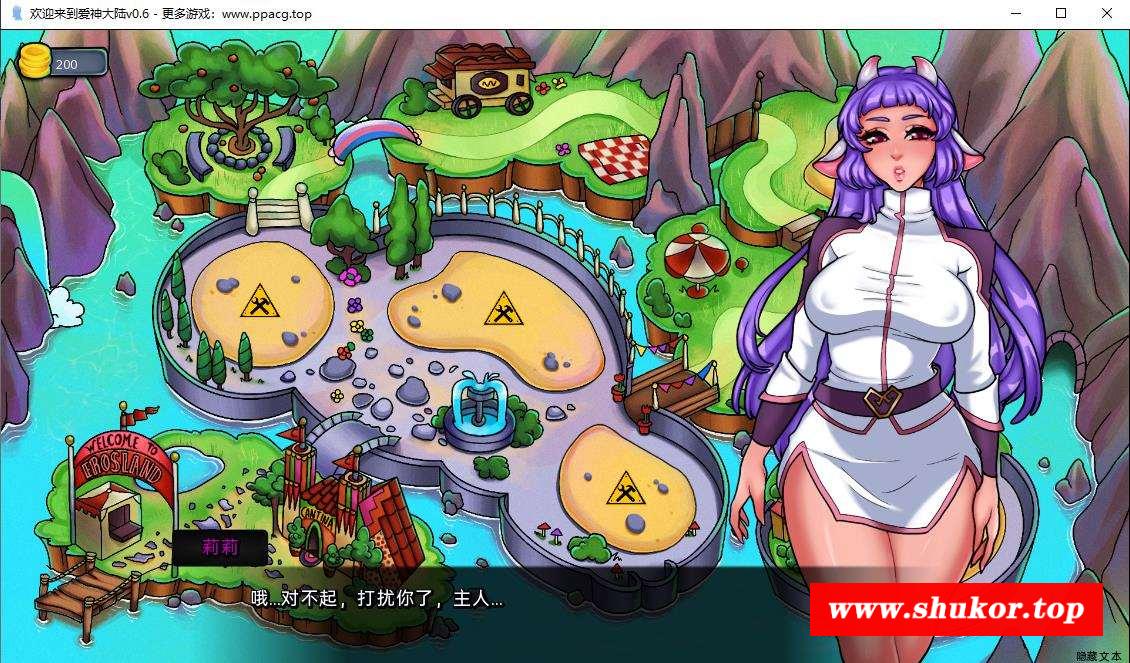 欢迎来到爱神大陆v0.6 - 更多游戏：www.ppacg.top
200
WELCOME TO
EROSLAND
CANTINA
莉莉
哦...对不起，打扰你了，主人...
www.shukor.top
隐藏文本